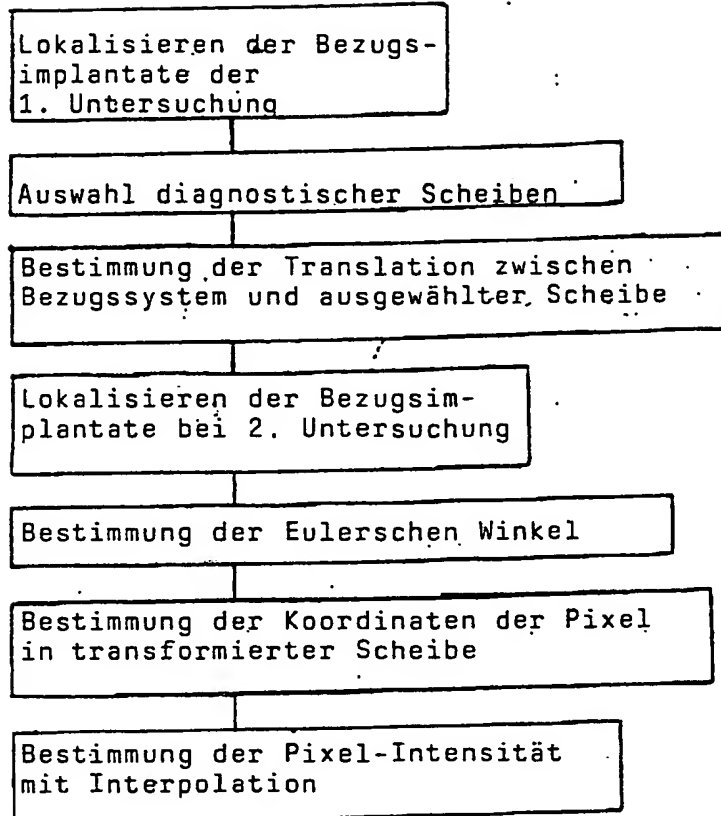 Lokalisieren der Bezugs-
implantate der
1. Untersuchung
Auswahl diagnostischer Scheiben
Bestimmung der Translation zwischen
Bezugssystem und ausgewählter Scheibe
Lokalisieren der Bezugsim-
plantate bei 2. Untersuchung
Bestimmung der Eulerschen Winkel
Bestimmung der Koordinaten der Pixel
in transformierter Scheibe
Bestimmung der Pixel-Intensität
mit Interpolation